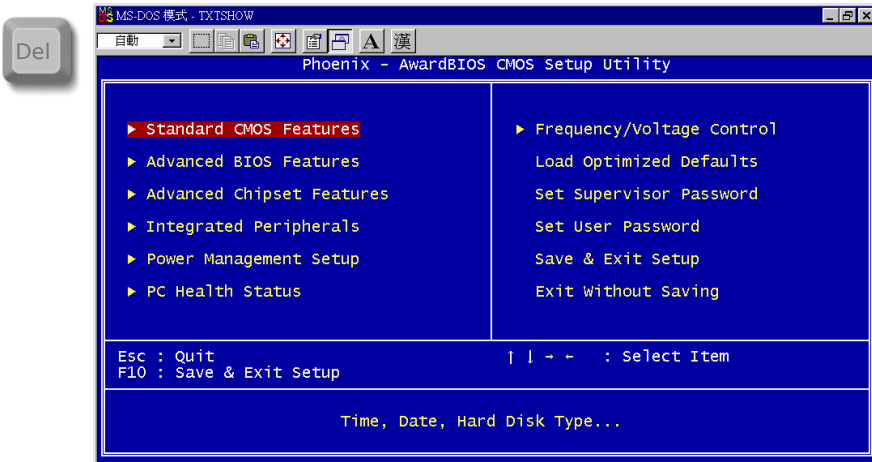 Del
MS-DOS 模式 - TXTSHOW
自動
A 漢
Phoenix - AwardBIOS CMOS Setup Utility
▶ Standard CMOS Features
▶ Advanced BIOS Features
▶ Advanced Chipset Features
▶ Integrated Peripherals
▶ Power Management Setup
▶ PC Health Status
▶ Frequency/Voltage Control
Load Optimized Defaults
Set Supervisor Password
Set User Password
Save & Exit Setup
Exit Without Saving
Esc : Quit
F10 : Save & Exit Setup
↑ ↓ → ← : Select Item
Time, Date, Hard Disk Type...